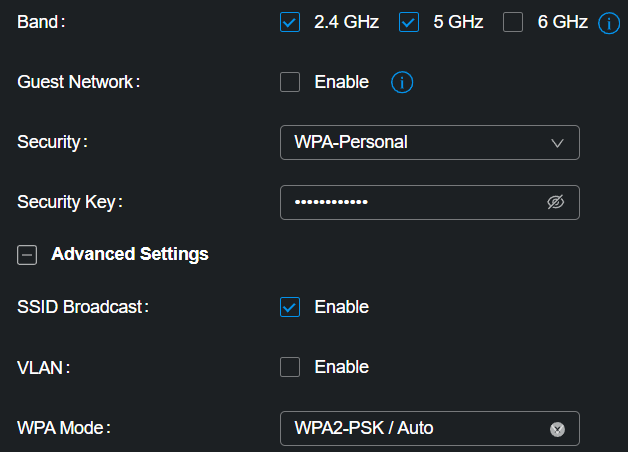 Band: 2.4 GHz 5 GHz 6 GHz
Guest Network: Enable
Security: WPA-Personal
Security Key: ••••••••••••
Advanced Settings
SSID Broadcast: Enable
VLAN: Enable
WPA Mode: WPA2-PSK / Auto